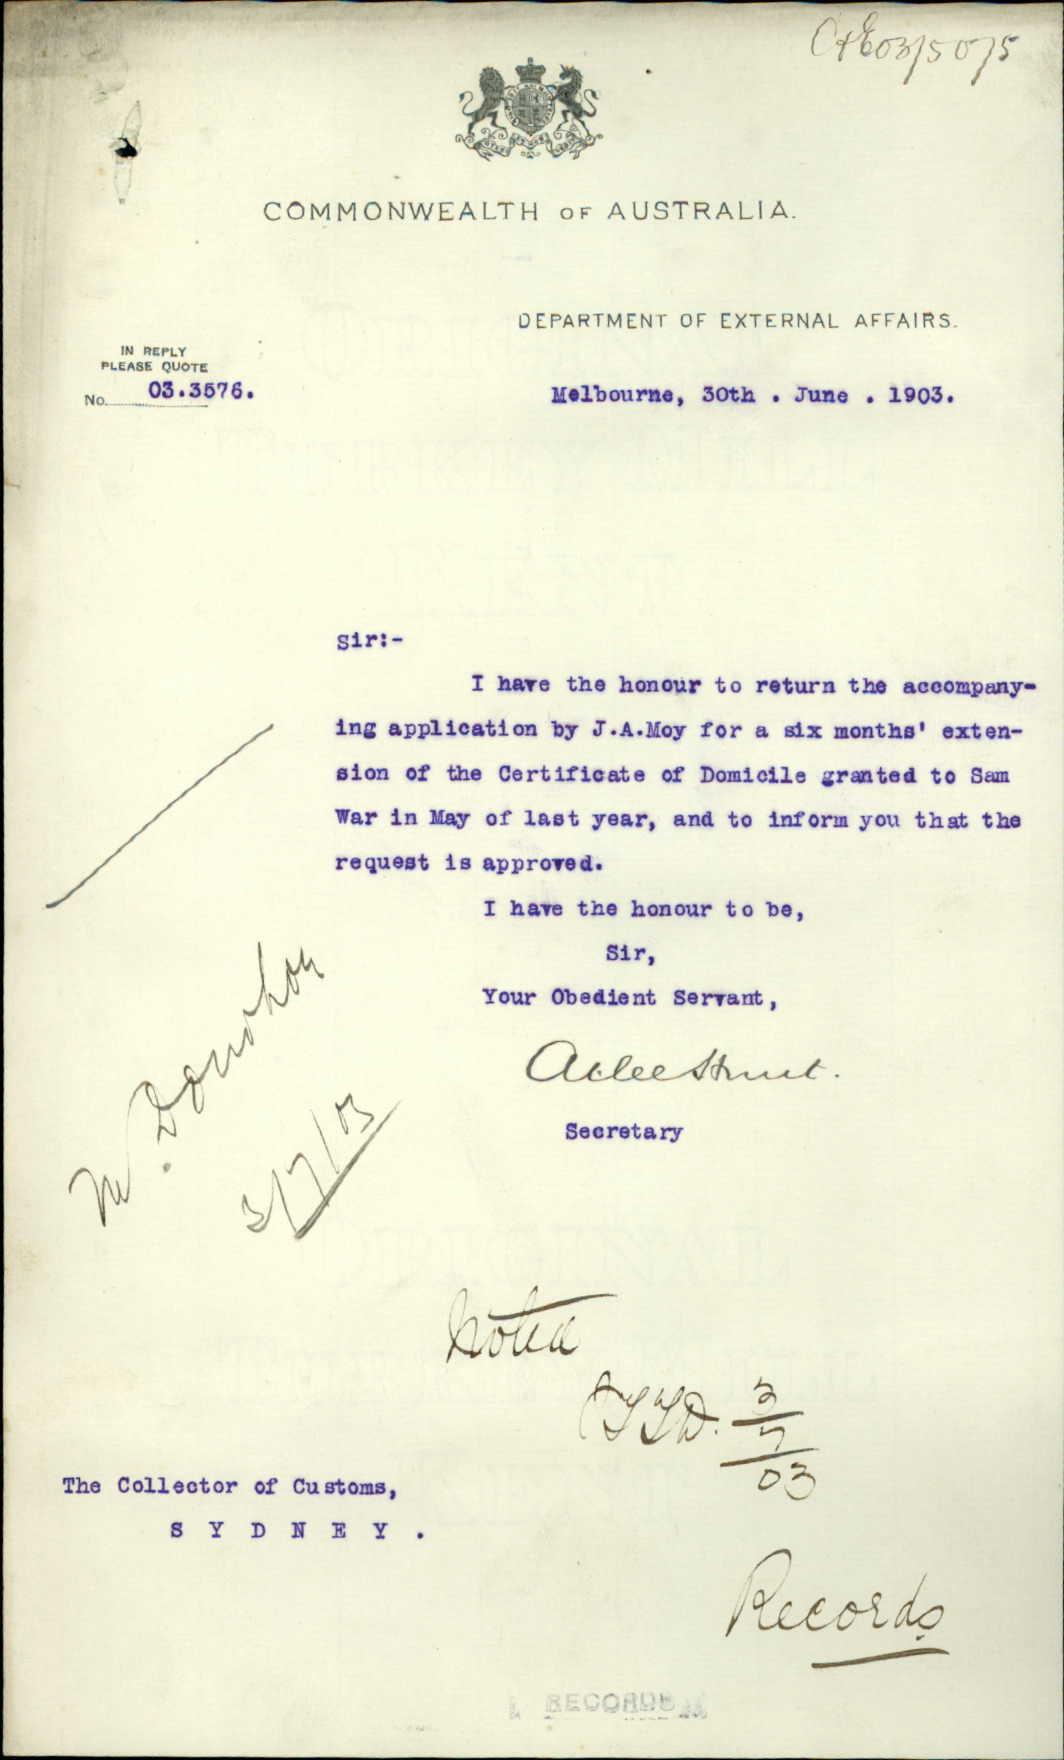 C&E03/5075
COMMONWEALTH OF AUSTRALIA.
DEPARTMENT OF EXTERNAL AFFAIRS.
IN REPLY
PLEASE QUOTE
No. 03.3576.
Melbourne, 30th . June . 1903.
Sir:-
I have the honour to return the accompany-
ing application by J.A.Moy for a six months' exten-
sion of the Certificate of Domicile granted to Sam
War in May of last year, and to inform you that the
request is approved.
I have the honour to be,
Sir,
Your Obedient Servant,
Atlee Hunt.
Secretary
Mr. Donohoe
3/7/03
Noted
3/7/03
The Collector of Customs,
S Y D N E Y .
Records
RECORDS